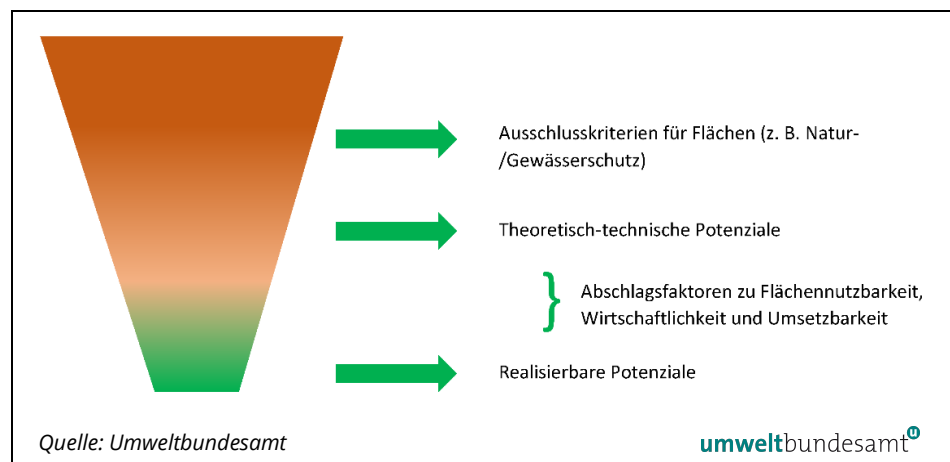 Ausschlusskriterien für Flächen (z. B. Natur-
/Gewässerschutz)
Theoretisch-technische Potenziale
} Abschlagsfaktoren zu Flächennutzbarkeit,
Wirtschaftlichkeit und Umsetzbarkeit
Realisierbare Potenziale
Quelle: Umweltbundesamt
umweltbundesamt u